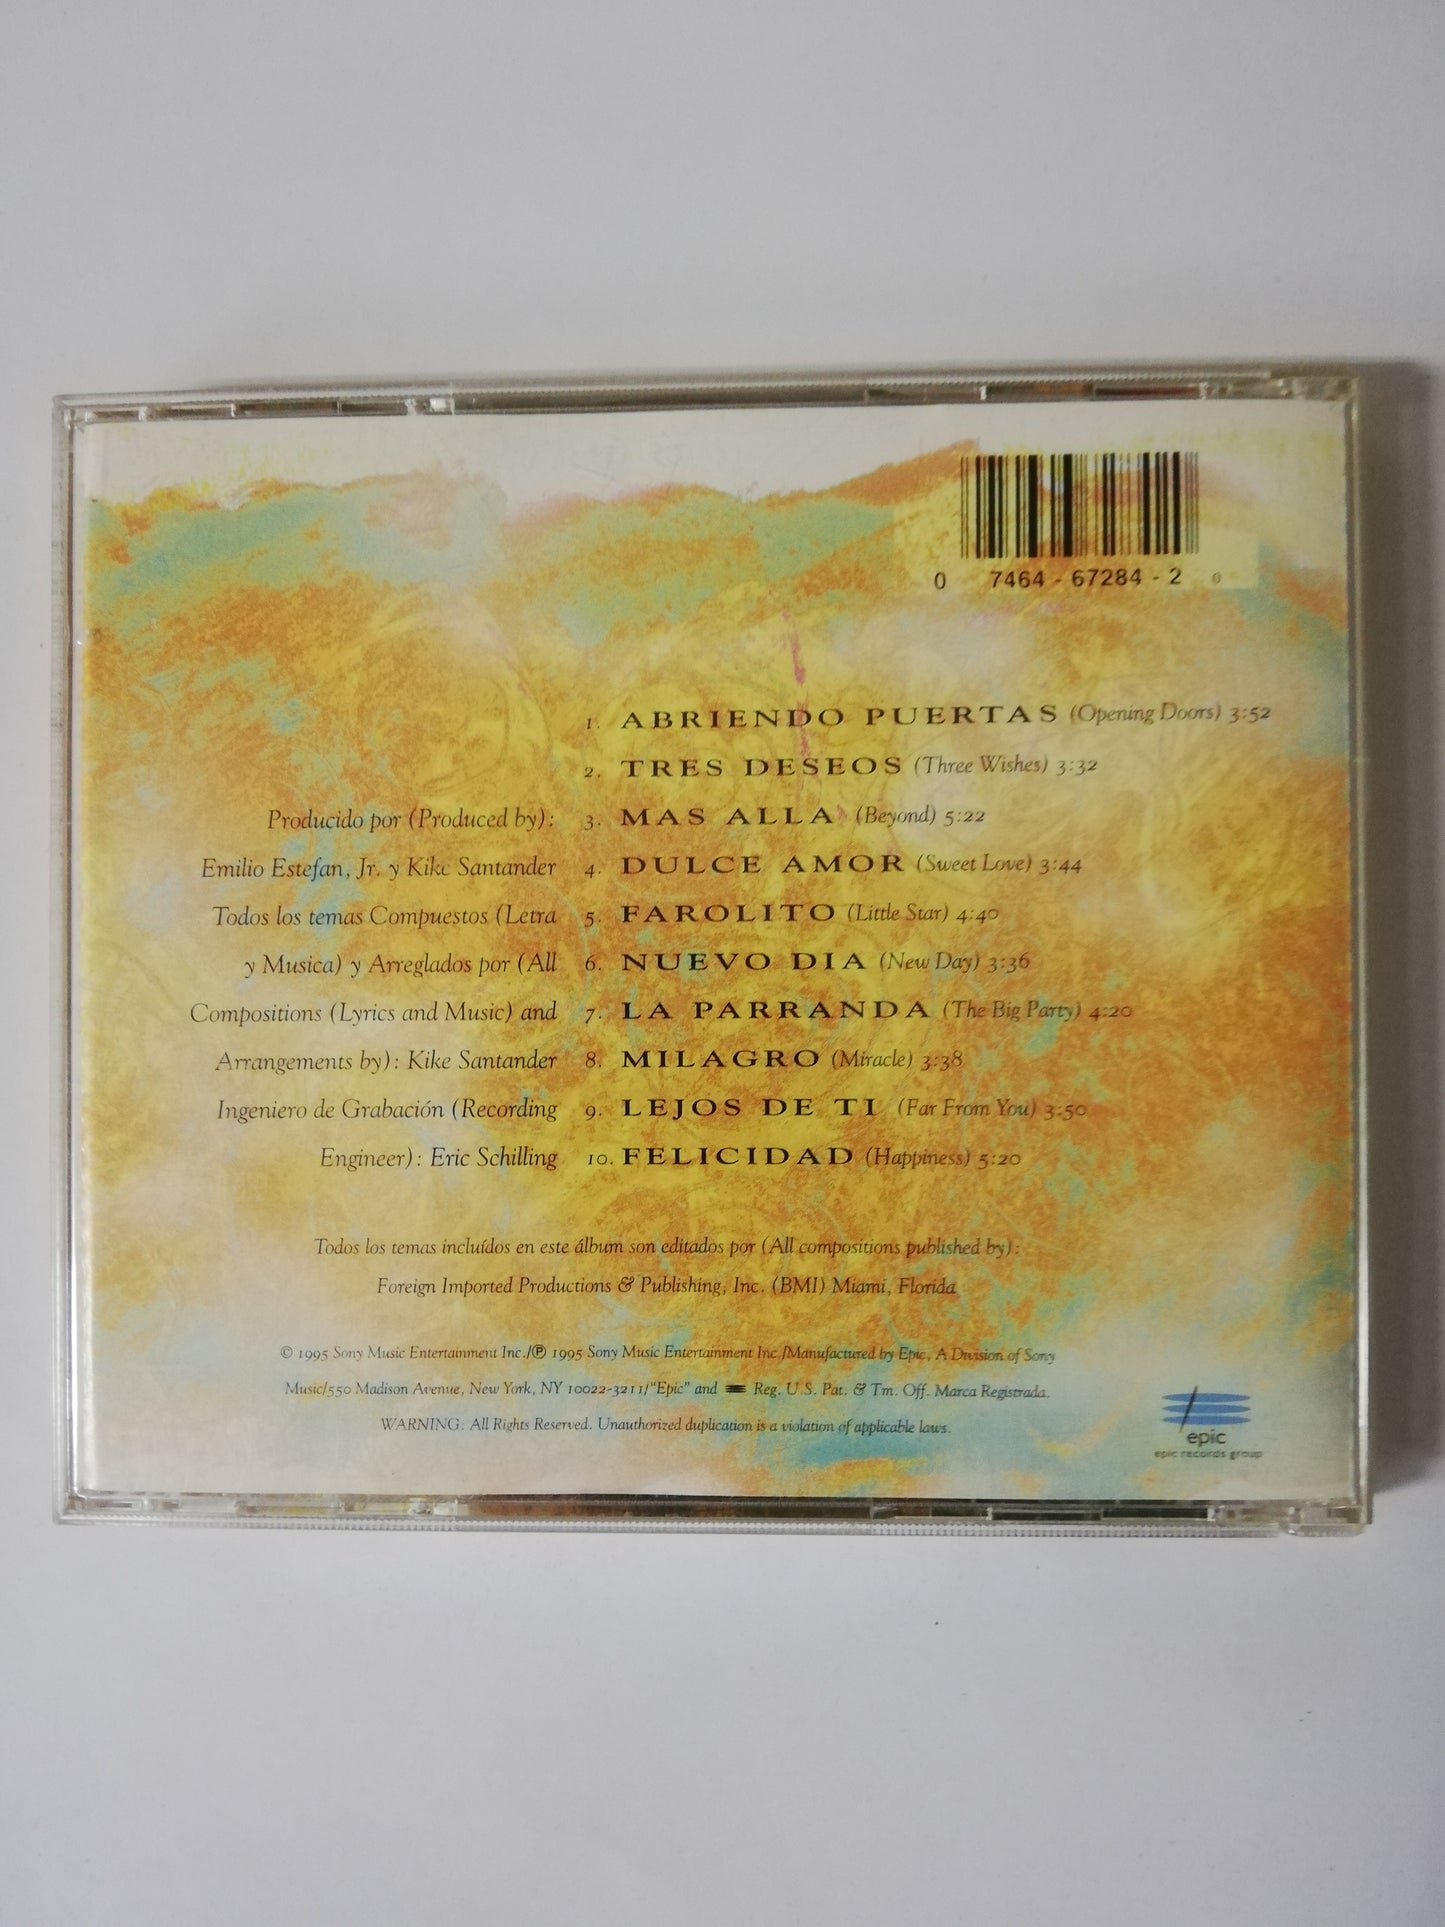 0 7464 - 67284 - 2 6
1. ABRIENDO PUERTAS (Opening Doors) 3:52
2. TRES DESEOS (Three Wishes) 3:32
3. MAS ALLA (Beyond) 5:22
4. DULCE AMOR (Sweet Love) 3:44
5. FAROLITO (Little Star) 4:40
6. NUEVO DIA (New Day) 3:36
7. LA PARRANDA (The Big Party) 4:20
8. MILAGRO (Miracle) 3:38
9. LEJOS DE TI (Far From You) 3:50
10. FELICIDAD (Happiness) 5:20
Producido por (Produced by):
Emilio Estefan, Jr. y Kike Santander
Todos los temas Compuestos (Letra
y Musica) y Arreglados por (All
Compositions (Lyrics and Music) and
Arrangements by): Kike Santander
Ingeniero de Grabación (Recording
Engineer): Eric Schilling
Todos los temas incluídos en este álbum son editados por (All compositions published by):
Foreign Imported Productions & Publishing, Inc. (BMI) Miami, Florida
© 1995 Sony Music Entertainment Inc./℗ 1995 Sony Music Entertainment Inc./Manufactured by Epic, A Division of Sony
Music/550 Madison Avenue, New York, NY 10022-3211/"Epic" and Reg. U.S. Pat. & Tm. Off. Marca Registrada.
WARNING: All Rights Reserved. Unauthorized duplication is a violation of applicable laws.
epic
epic records group